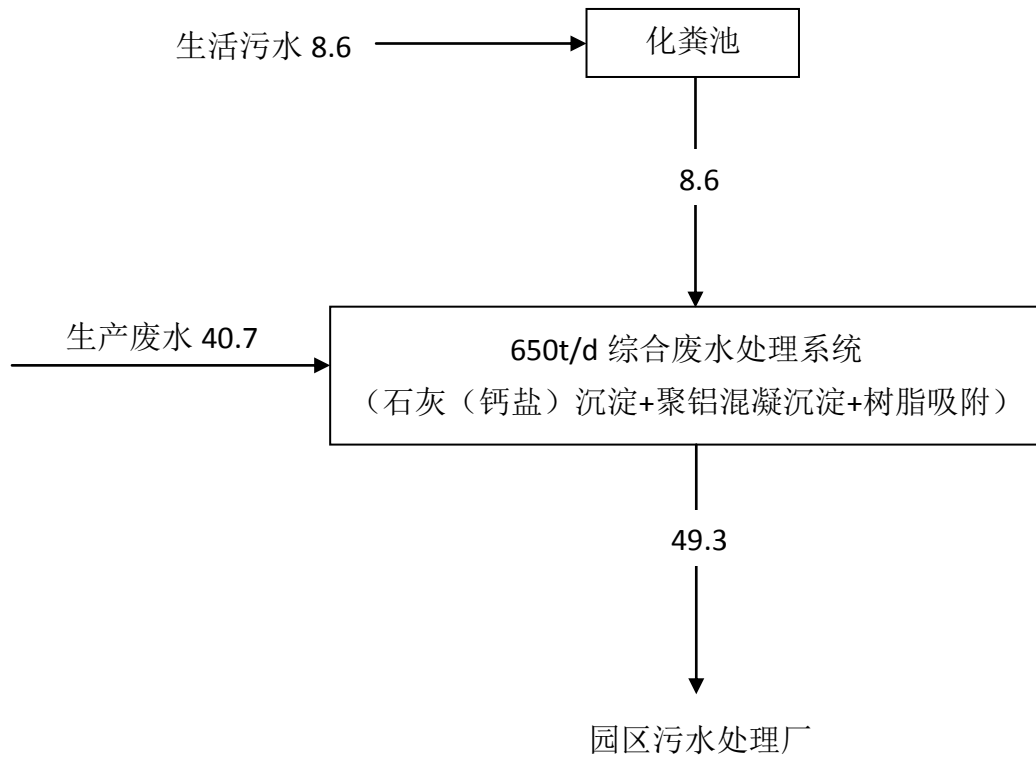 生活污水 8.6
化粪池
8.6
生产废水 40.7
650t/d 综合废水处理系统
（石灰（钙盐）沉淀+聚铝混凝沉淀+树脂吸附）
49.3
园区污水处理厂